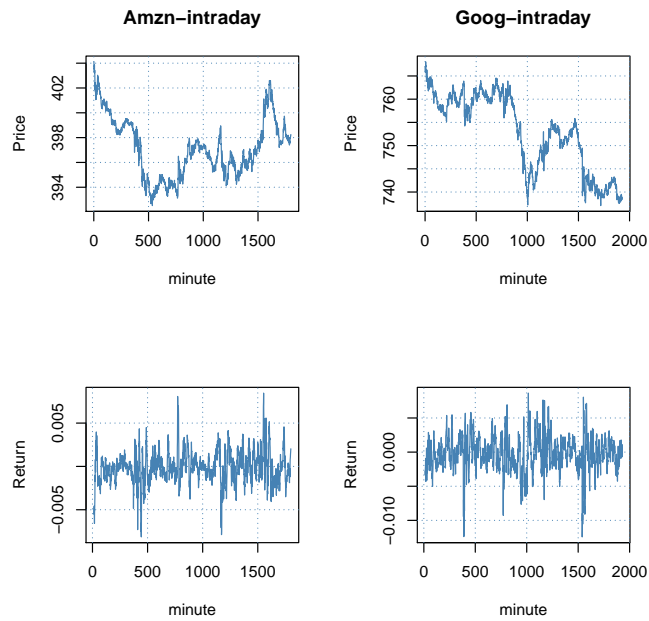 Amzn−intraday
Goog−intraday
Price
394 398 402
0 500 1000 1500
minute
Price
740 750 760
0 500 1000 1500 2000
minute
Return
−0.005 0.005
0 500 1000 1500
minute
Return
−0.010 0.000
0 500 1000 1500 2000
minute